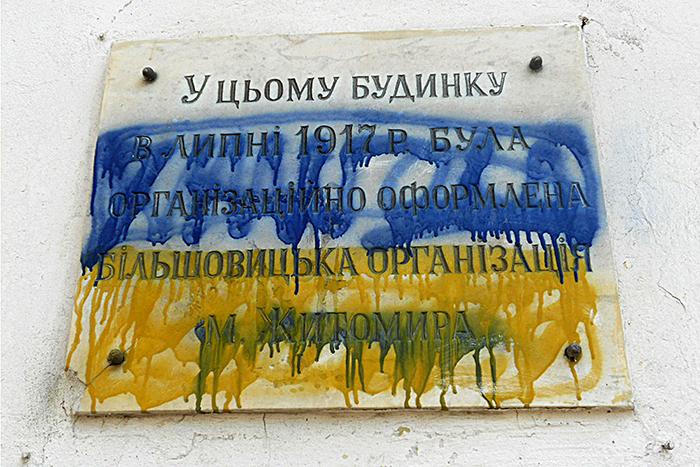 У ЦЬОМУ БУДИНКУ
В ЛИПНІ 1917 Р. БУЛА
ОРГАНІЗАЦІЙНО ОФОРМЛЕНА
БІЛЬШОВИЦЬКА ОРГАНІЗАЦІЯ
М. ЖИТОМИРА